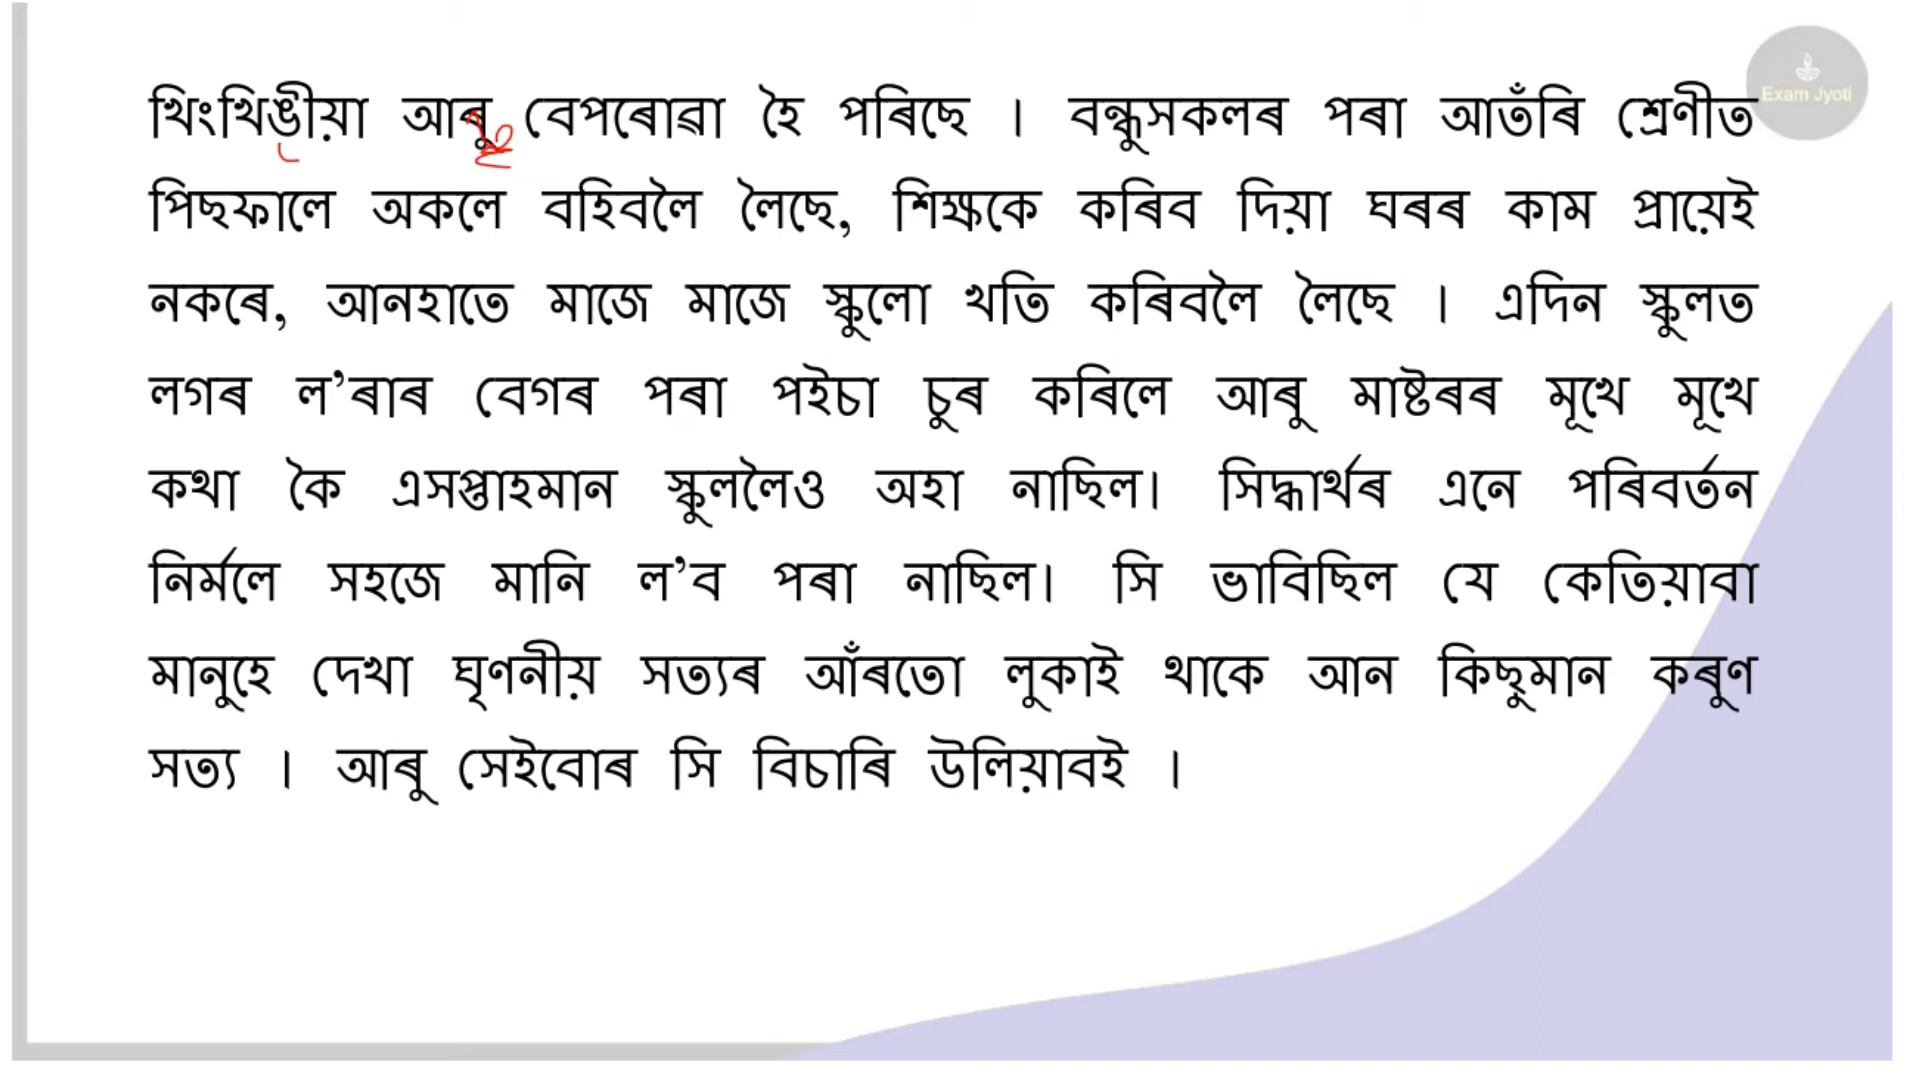 Exam Jyoti
খিংখিঙীয়া আৰু বেপৰোৱা হৈ পৰিছে । বন্ধুসকলৰ পৰা আতঁৰি শ্ৰেণীত
পিছফালে অকলে বহিবলৈ লৈছে, শিক্ষকে কৰিব দিয়া ঘৰৰ কাম প্ৰায়েই
নকৰে, আনহাতে মাজে মাজে স্কুলো খতি কৰিবলৈ লৈছে । এদিন স্কুলত
লগৰ ল’ৰাৰ বেগৰ পৰা পইচা চুৰ কৰিলে আৰু মাষ্টৰৰ মূখে মূখে
কথা কৈ এসপ্তাহমান স্কুললৈও অহা নাছিল। সিদ্ধাৰ্থৰ এনে পৰিবৰ্তন
নিৰ্মলে সহজে মানি ল’ব পৰা নাছিল। সি ভাবিছিল যে কেতিয়াবা
মানুহে দেখা ঘৃণনীয় সত্যৰ আঁৰতো লুকাই থাকে আন কিছুমান কৰুণ
সত্য । আৰু সেইবোৰ সি বিচাৰি উলিয়াবই ।